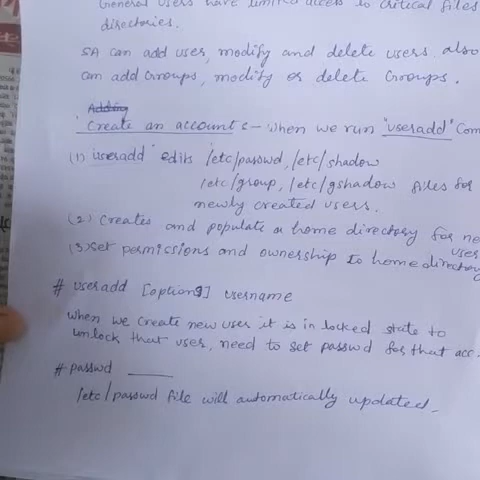 General users have limited access to critical files
directories.
SA can add user, modify and delete users. also
can add Groups, modify or delete Groups.
Adding
Create an account :- When we run "useradd" Com
(1) useradd edits /etc/passwd, /etc/shadow
/etc/group, /etc/gshadow files for
newly created users.
(2) Creates and populate a home directory for ne
users
(3) Set permissions and ownership to home directory
# useradd [options] username
when we create new user it is in locked state to
unlock that user, need to set passwd for that acc.
# passwd ____
/etc/passwd file will automatically updated.